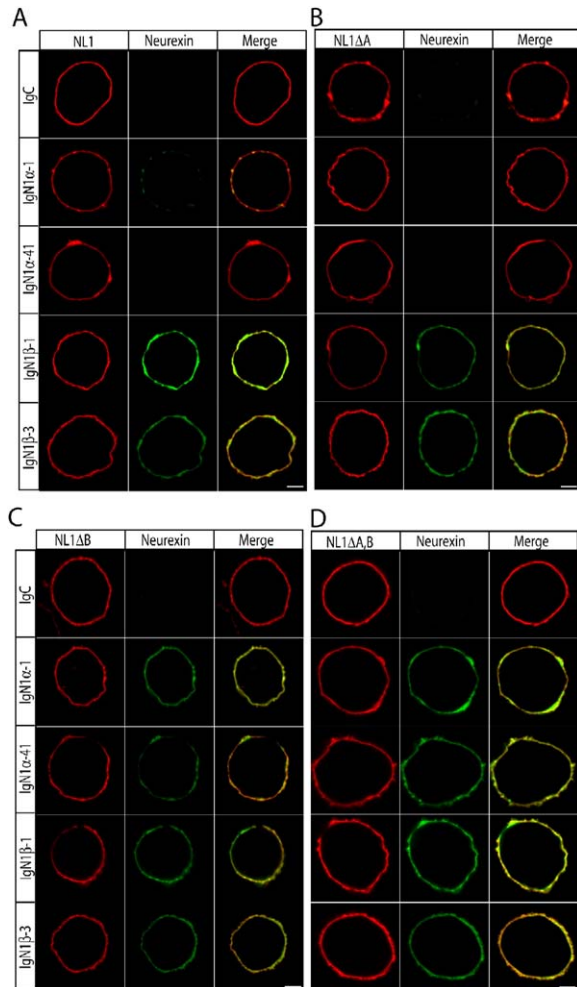 A
NL1 Neurexin Merge
IgC
IgN1α-1
IgN1α-41
IgN1β-1
IgN1β-3
B
NL1ΔA Neurexin Merge
C
NL1ΔB Neurexin Merge
IgC
IgN1α-1
IgN1α-41
IgN1β-1
IgN1β-3
D
NL1ΔA,B Neurexin Merge